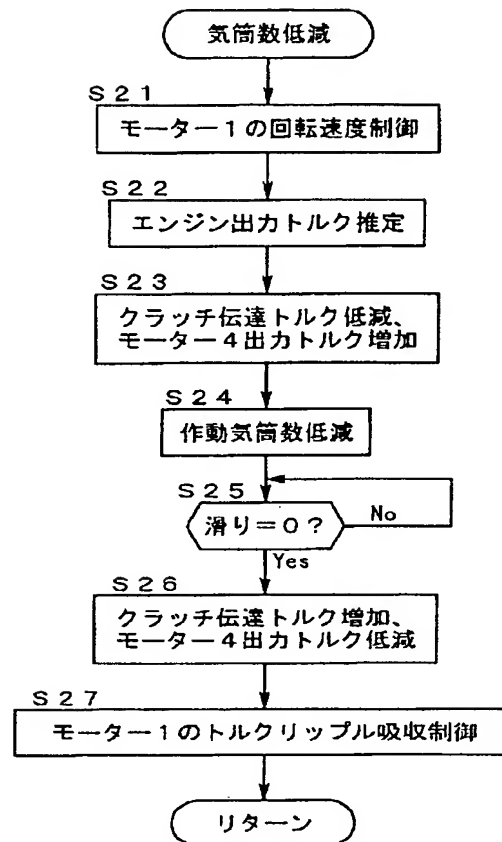 気筒数低減
S21
モーター1の回転速度制御
S22
エンジン出力トルク推定
S23
クラッチ伝達トルク低減、
モーター4出力トルク増加
S24
作動気筒数低減
S25
滑り=0?
No
Yes
S26
クラッチ伝達トルク増加、
モーター4出力トルク低減
S27
モーター1のトルクリップル吸収制御
リターン